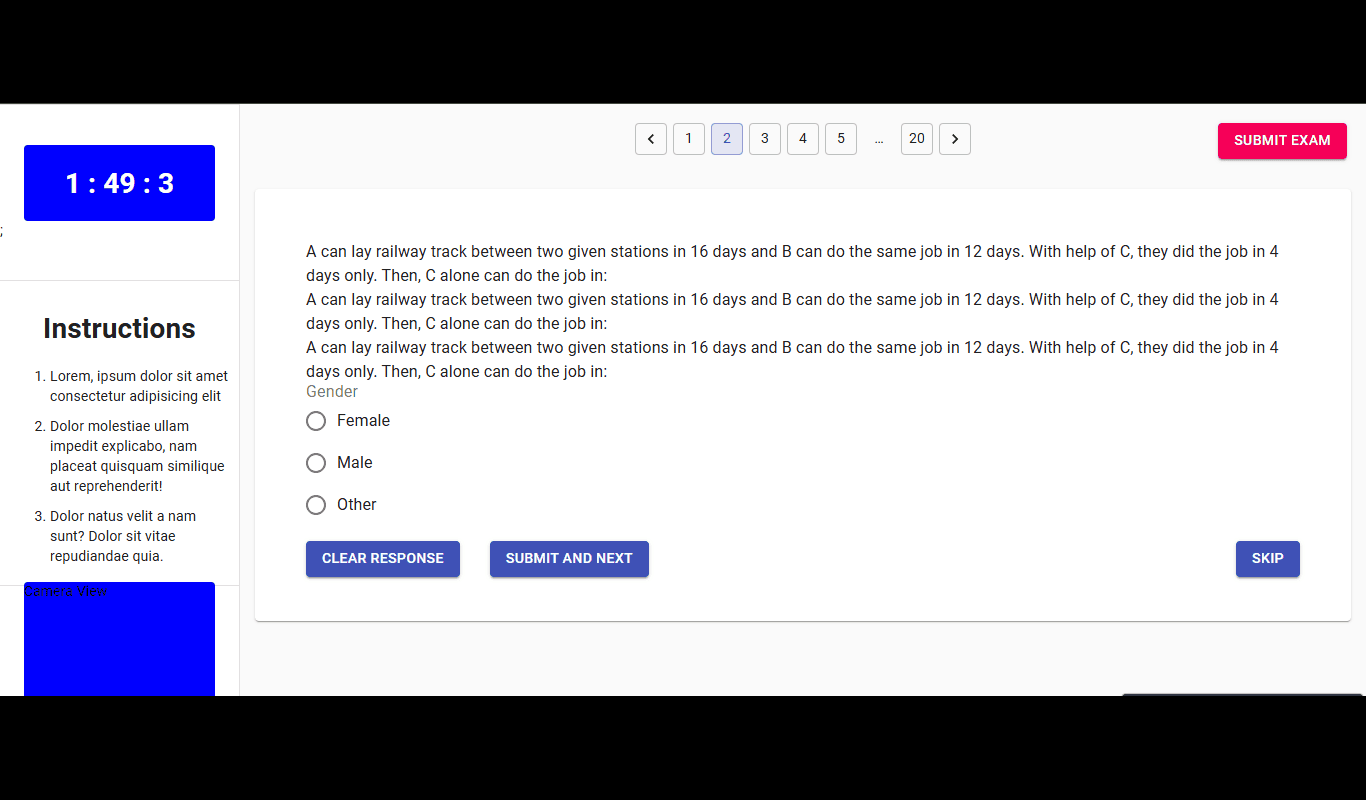 1 : 49 : 3
;
Instructions
1. Lorem, ipsum dolor sit amet
consectetur adipisicing elit
2. Dolor molestiae ullam
impedit explicabo, nam
placeat quisquam similique
aut reprehenderit!
3. Dolor natus velit a nam
sunt? Dolor sit vitae
repudiandae quia.
Camera View
1 2 3 4 5 ... 20
SUBMIT EXAM
A can lay railway track between two given stations in 16 days and B can do the same job in 12 days. With help of C, they did the job in 4
days only. Then, C alone can do the job in:
A can lay railway track between two given stations in 16 days and B can do the same job in 12 days. With help of C, they did the job in 4
days only. Then, C alone can do the job in:
A can lay railway track between two given stations in 16 days and B can do the same job in 12 days. With help of C, they did the job in 4
days only. Then, C alone can do the job in:
Gender
Female
Male
Other
CLEAR RESPONSE
SUBMIT AND NEXT
SKIP